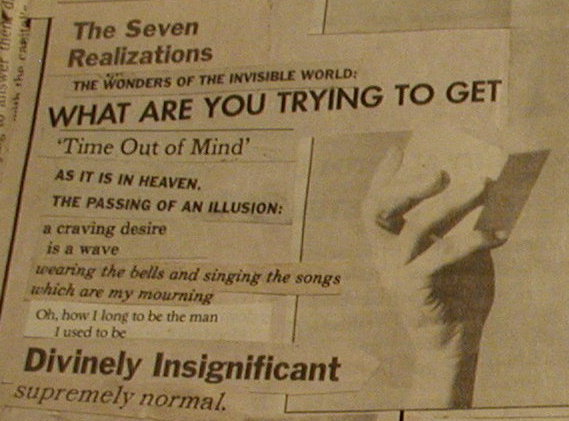 The Seven
Realizations
THE WONDERS OF THE INVISIBLE WORLD:
WHAT ARE YOU TRYING TO GET
'Time Out of Mind'
AS IT IS IN HEAVEN,
THE PASSING OF AN ILLUSION:
a craving desire
is a wave
wearing the bells and singing the songs
which are my mourning
Oh, how I long to be the man
I used to be
Divinely Insignificant
supremely normal.
to answer